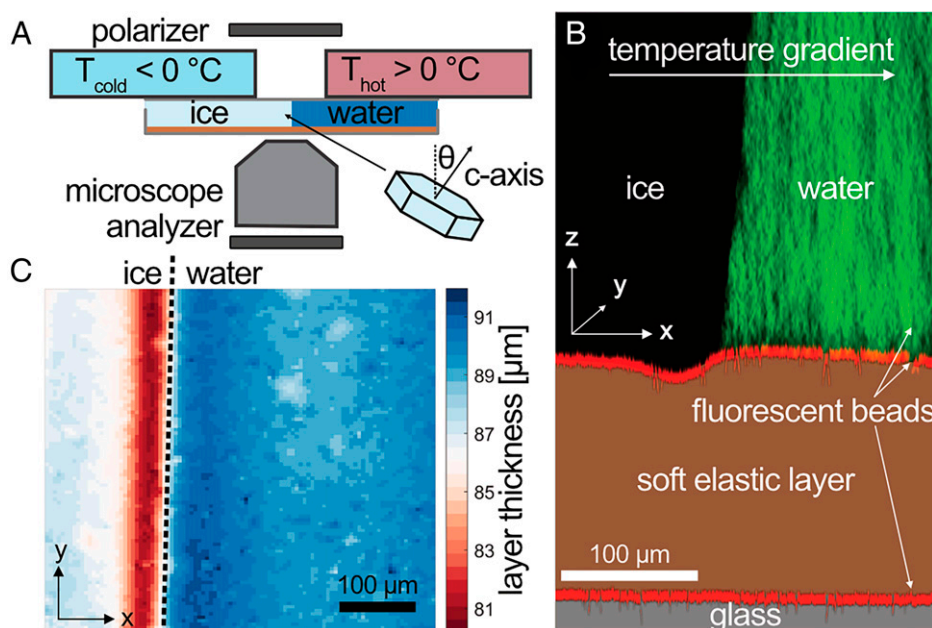 A
polarizer
T_cold < 0 °C
T_hot > 0 °C
ice
water
θ
c-axis
microscope
analyzer
B
temperature gradient
ice
water
z
y
x
fluorescent beads
soft elastic layer
100 µm
glass
C
ice
water
91
89
87
85
83
81
layer thickness [µm]
y
x
100 µm